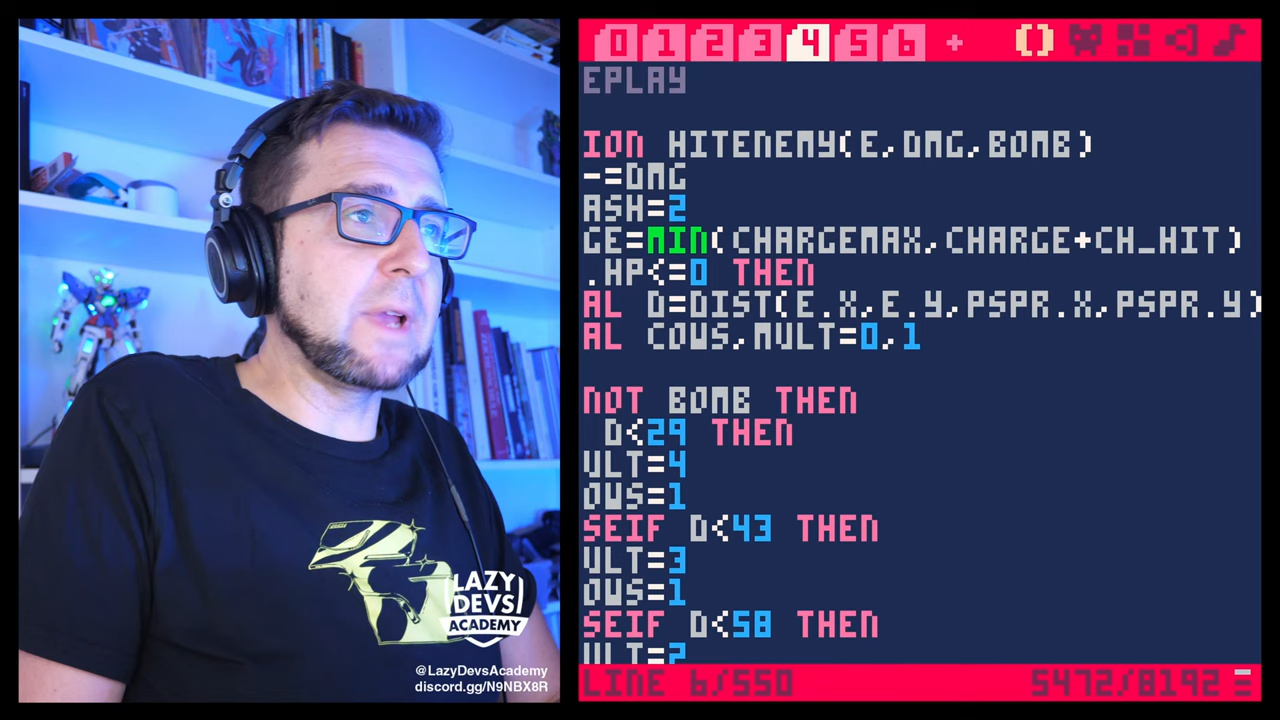 0 1 2 3 4 5 6 +
EPLAY
ION HITENEMY(E,DMG,BOMB)
-=DMG
ASH=2
GE=MIN(CHARGEMAX,CHARGE+CH_HIT)
.HP<=0 THEN
AL D=DIST(E.X,E.Y,PSPR.X,PSPR.Y)
AL COWS,MULT=0,1
NOT BOMB THEN
D<29 THEN
ULT=4
OWS=1
SEIF D<43 THEN
ULT=3
OWS=1
SEIF D<58 THEN
ULT=2
LINE 6/550 5472/8192
LAZY
DEVS
ACADEMY
@LazyDevsAcademy
discord.gg/N9NBX8R